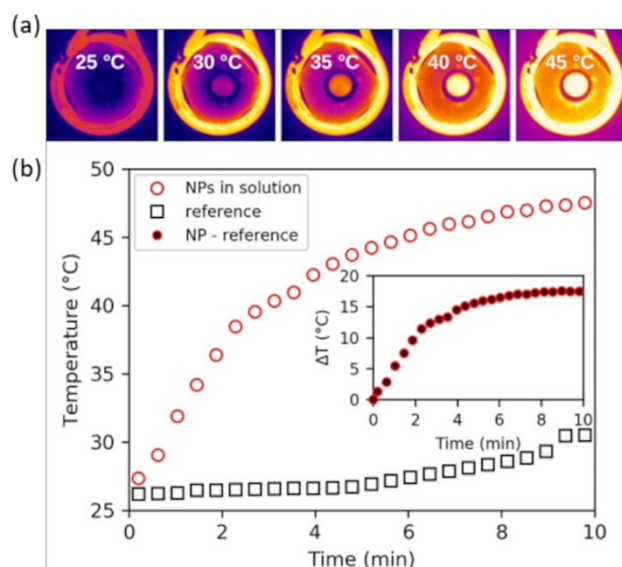 (a)
25 °C 30 °C 35 °C 40 °C 45 °C
(b)
50
45
40
35
30
25
Temperature (°C)
NPs in solution
reference
NP - reference
20
15
10
5
0
ΔT (°C)
0 2 4 6 8 10
Time (min)
0 2 4 6 8 10
Time (min)